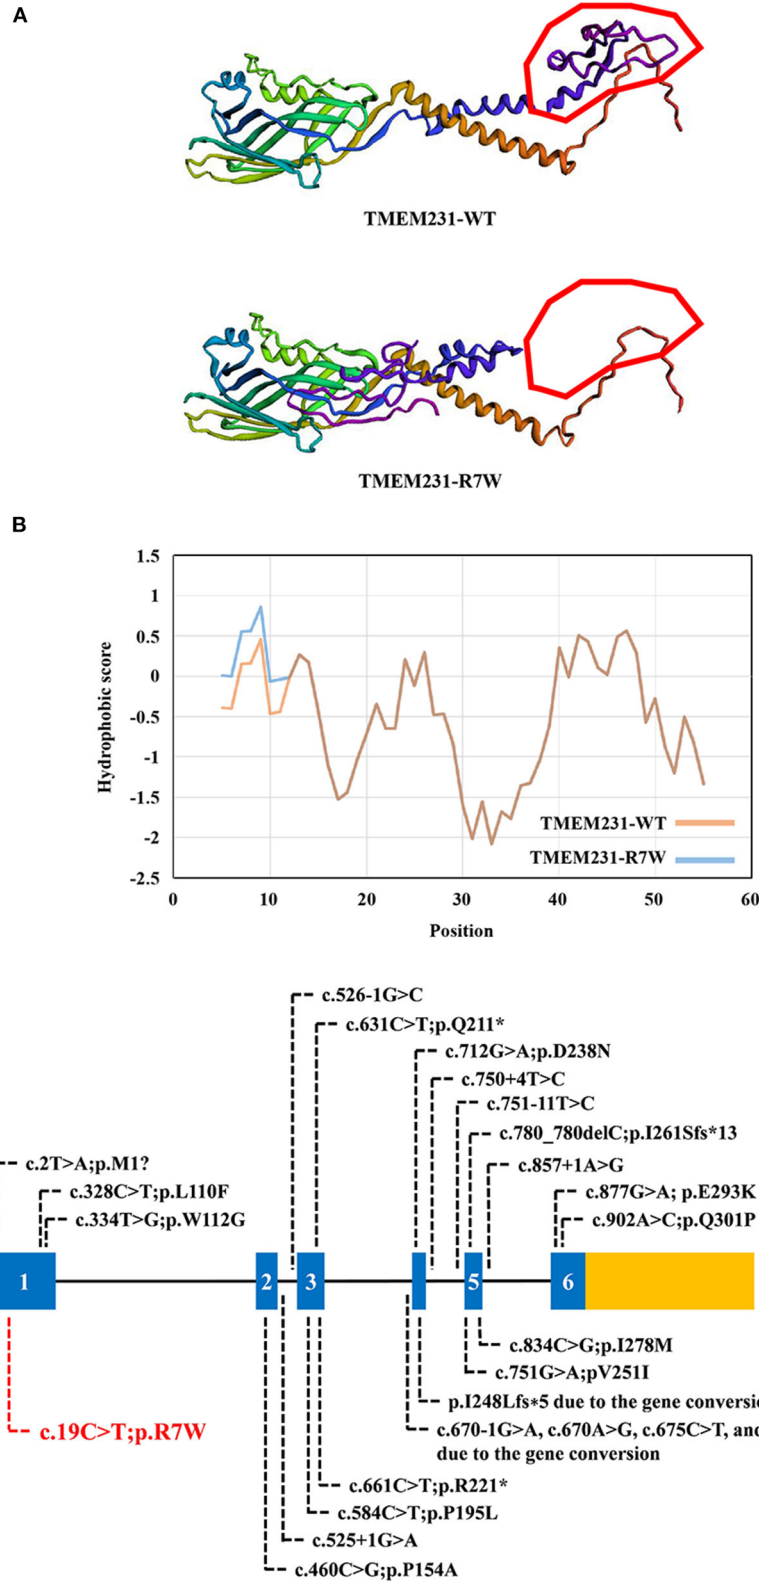 A
TMEM231-WT
TMEM231-R7W
B
1.5
1
0.5
0
-0.5
-1
-1.5
-2
-2.5
Hydrophobic score
TMEM231-WT
TMEM231-R7W
0
10
20
30
40
50
60
Position
c.526-1G>C
c.631C>T;p.Q211*
c.712G>A;p.D238N
c.750+4T>C
c.751-11T>C
c.780_780delC;p.I261Sfs*13
c.2T>A;p.M1?
c.857+1A>G
c.328C>T;p.L110F
c.877G>A; p.E293K
c.334T>G;p.W112G
c.902A>C;p.Q301P
1
2
3
5
6
c.834C>G;p.I278M
c.751G>A;pV251I
p.I248Lfs*5 due to the gene conversi
c.19C>T;p.R7W
c.670-1G>A, c.670A>G, c.675C>T, and
due to the gene conversion
c.661C>T;p.R221*
c.584C>T;p.P195L
c.525+1G>A
c.460C>G;p.P154A